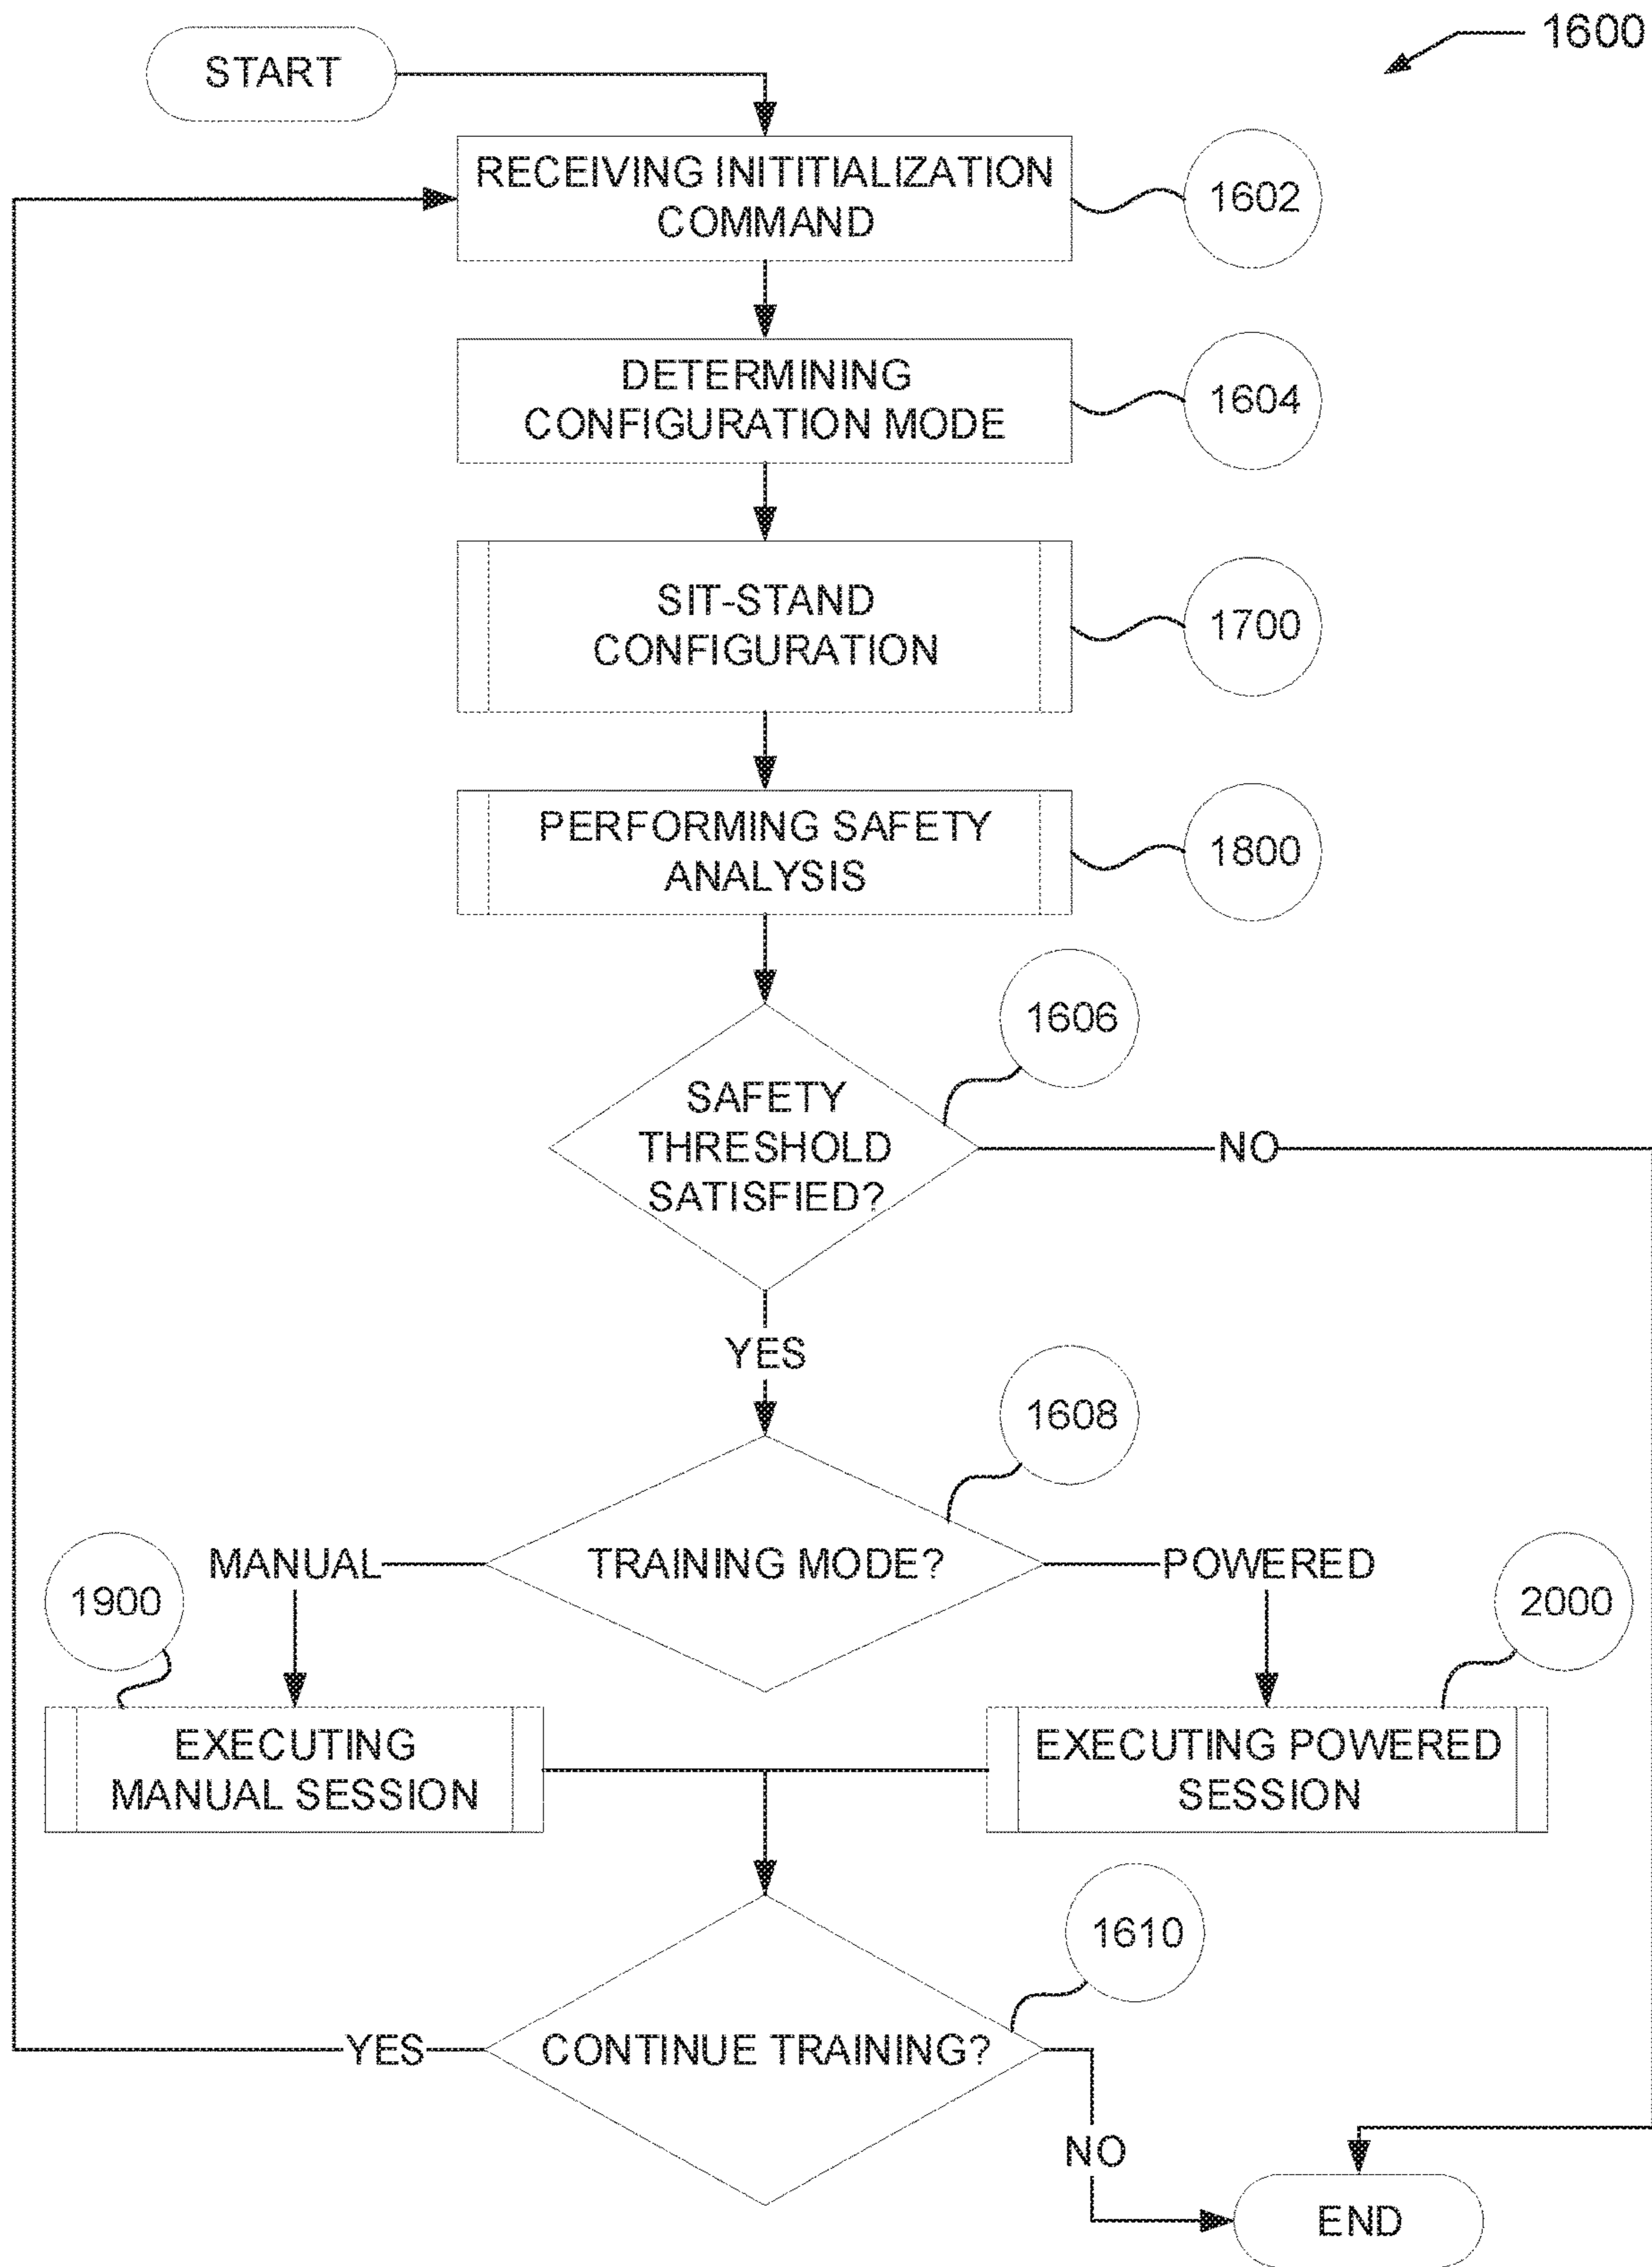 1600
START
RECEIVING INITITIALIZATION
COMMAND
1602
DETERMINING
CONFIGURATION MODE
1604
SIT-STAND
CONFIGURATION
1700
PERFORMING SAFETY
ANALYSIS
1800
1606
SAFETY
THRESHOLD
SATISFIED?
NO
YES
1608
MANUAL
TRAINING MODE?
POWERED
1900
2000
EXECUTING
MANUAL SESSION
EXECUTING POWERED
SESSION
1610
YES
CONTINUE TRAINING?
NO
END